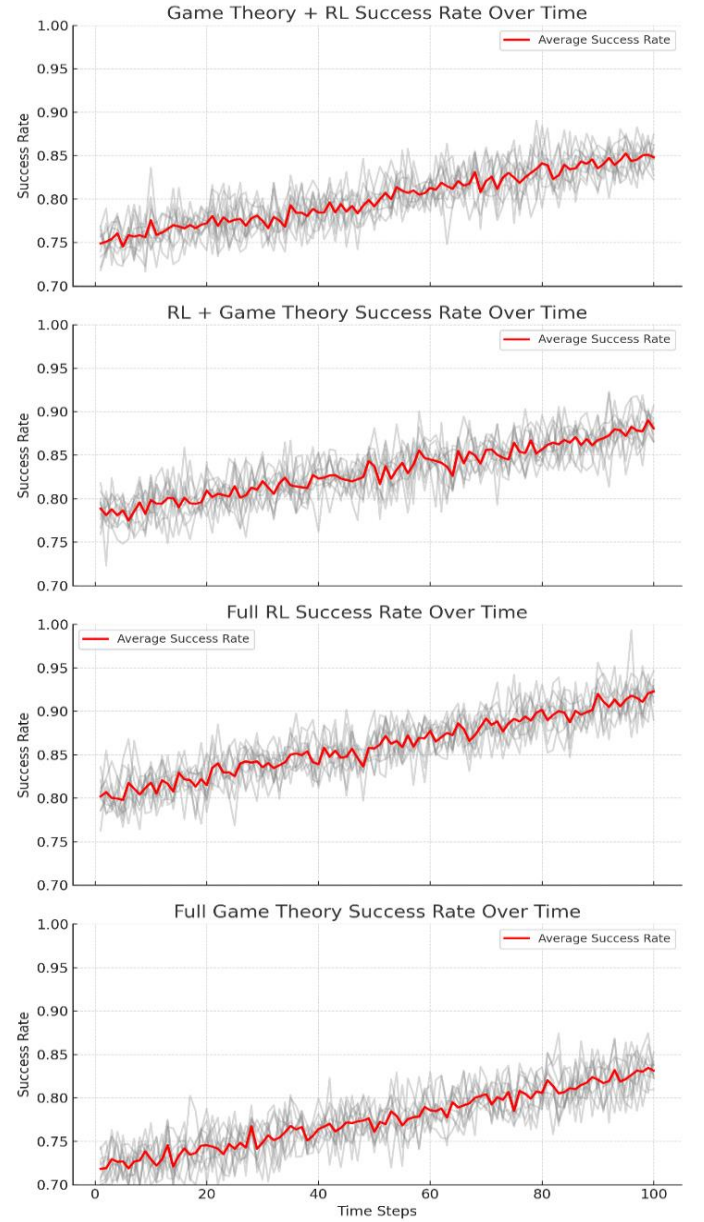 Game Theory + RL Success Rate Over Time
1.00
Average Success Rate
0.95
0.90
Success Rate
0.85
0.80
0.75
0.70
RL + Game Theory Success Rate Over Time
1.00
Average Success Rate
0.95
0.90
Success Rate
0.85
0.80
0.75
0.70
Full RL Success Rate Over Time
1.00
Average Success Rate
0.95
0.90
Success Rate
0.85
0.80
0.75
0.70
Full Game Theory Success Rate Over Time
1.00
Average Success Rate
0.95
0.90
Success Rate
0.85
0.80
0.75
0.70
0 20 40 60 80 100
Time Steps